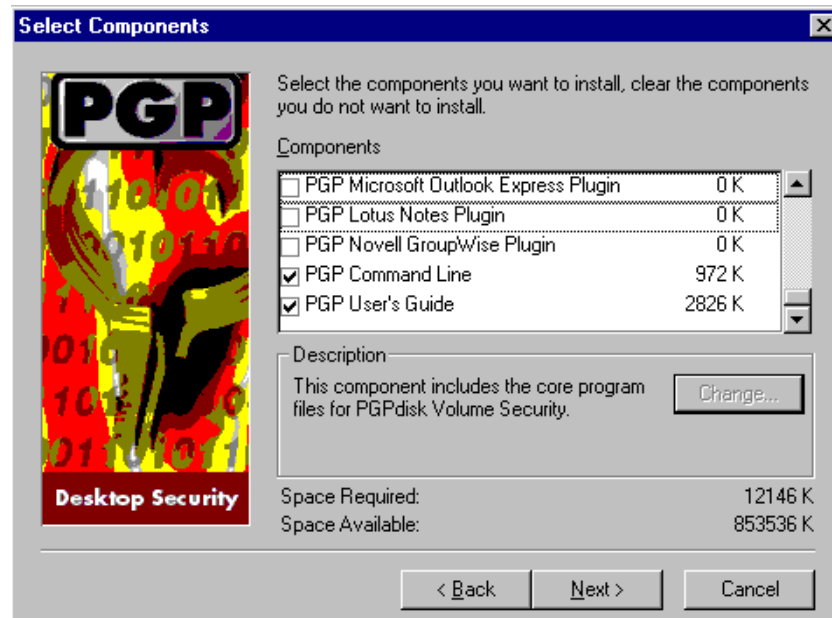 Select Components
PGP
Desktop Security
Select the components you want to install, clear the components
you do not want to install.
Components
PGP Microsoft Outlook Express Plugin 0 K
PGP Lotus Notes Plugin 0 K
PGP Novell GroupWise Plugin 0 K
PGP Command Line 972 K
PGP User's Guide 2826 K
Description
This component includes the core program
files for PGPdisk Volume Security.
Change...
Space Required: 12146 K
Space Available: 853536 K
< Back
Next >
Cancel